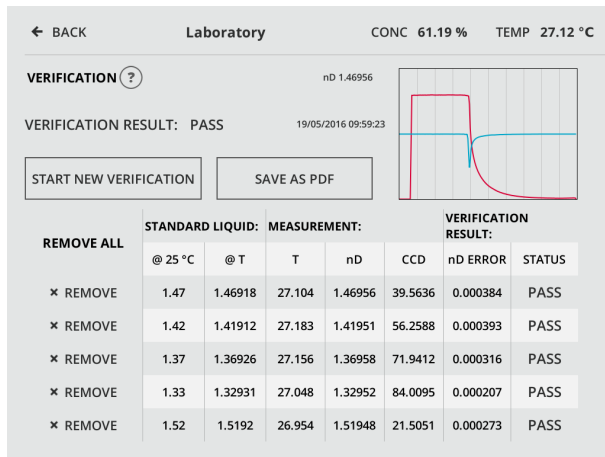 ← BACK Laboratory CONC 61.19 % TEMP 27.12 °C
VERIFICATION ? nD 1.46956
VERIFICATION RESULT: PASS 19/05/2016 09:59:23
START NEW VERIFICATION SAVE AS PDF
REMOVE ALL STANDARD LIQUID: MEASUREMENT: VERIFICATION RESULT:
@ 25 °C @ T T nD CCD nD ERROR STATUS
× REMOVE 1.47 1.46918 27.104 1.46956 39.5636 0.000384 PASS
× REMOVE 1.42 1.41912 27.183 1.41951 56.2588 0.000393 PASS
× REMOVE 1.37 1.36926 27.156 1.36958 71.9412 0.000316 PASS
× REMOVE 1.33 1.32931 27.048 1.32952 84.0095 0.000207 PASS
× REMOVE 1.52 1.5192 26.954 1.51948 21.5051 0.000273 PASS